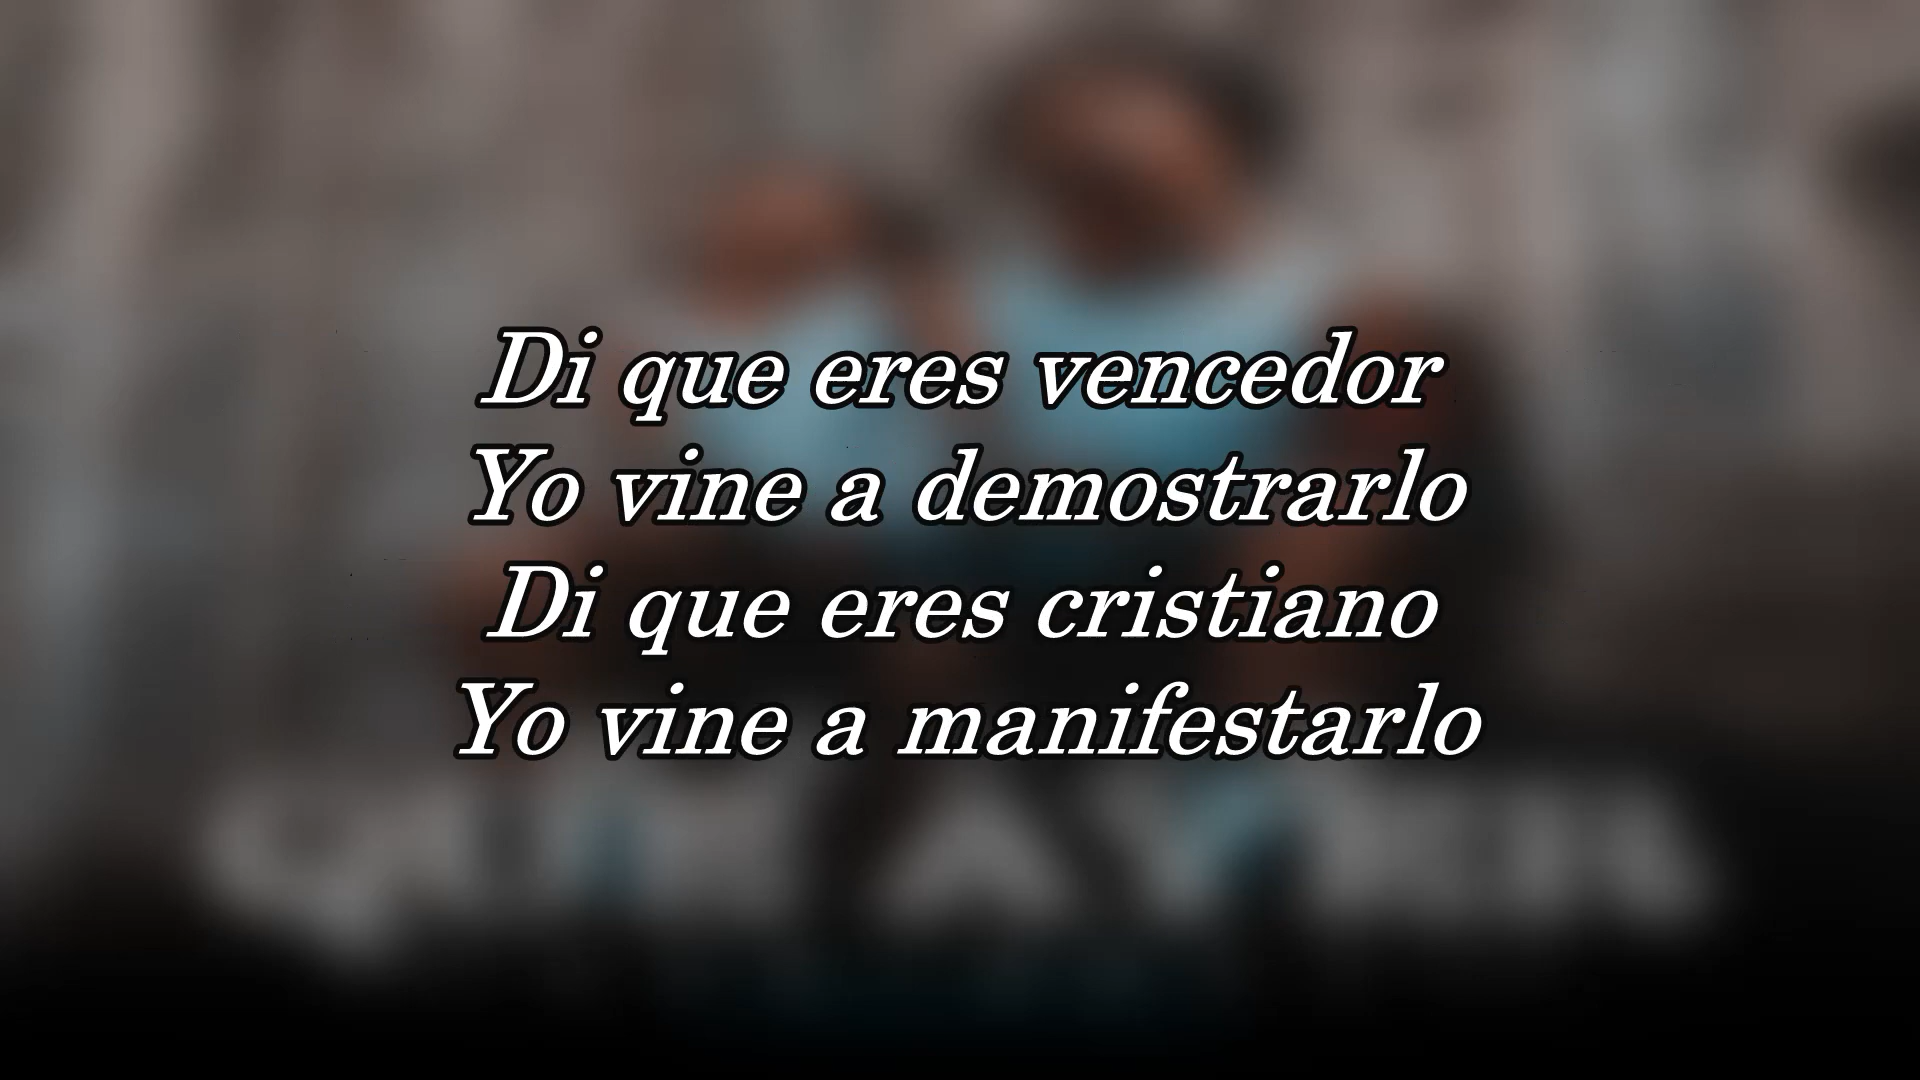 Di que eres vencedor
Yo vine a demostrarlo
Di que eres cristiano
Yo vine a manifestarlo